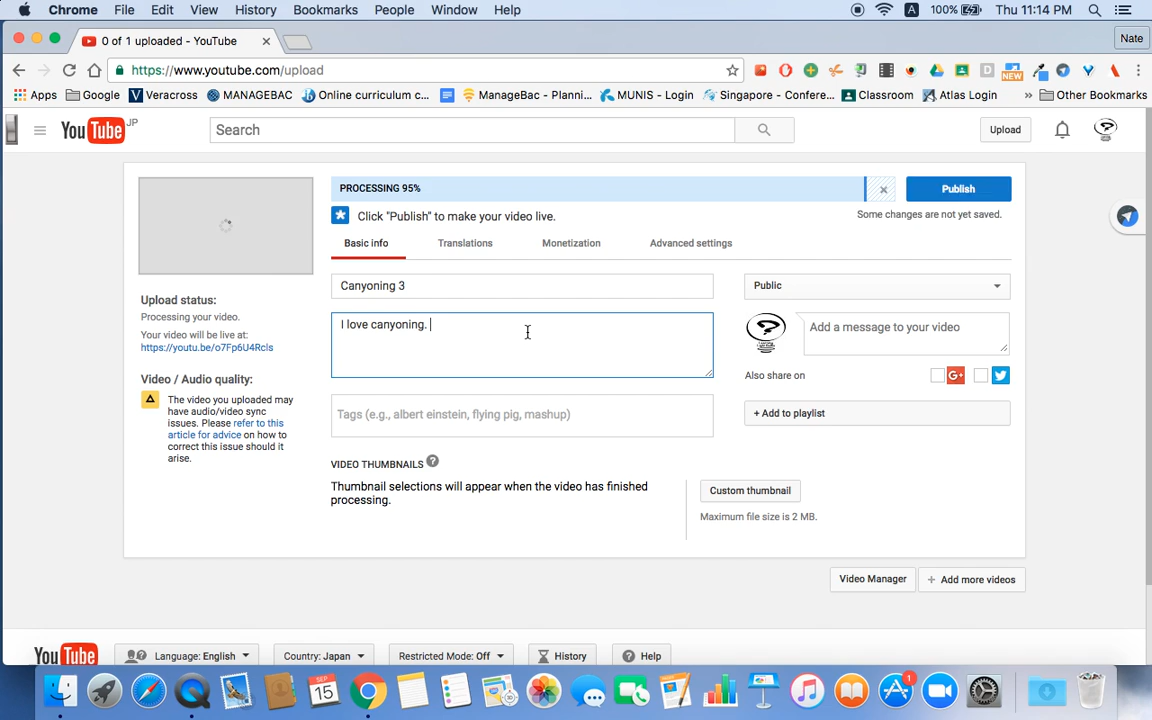 Chrome File Edit View History Bookmarks People Window Help
A 100% Thu 11:14 PM
0 of 1 uploaded - YouTube
Nate
https://www.youtube.com/upload
NEW
Apps Google Veracross MANAGEBAC Online curriculum c... ManageBac - Planni... MUNIS - Login Singapore - Confere... Classroom Atlas Login » Other Bookmarks
YouTube JP
Search
Upload
PROCESSING 95%
Publish
Click "Publish" to make your video live.
Some changes are not yet saved.
Basic info Translations Monetization Advanced settings
Canyoning 3
Public
I love canyoning.
Add a message to your video
Upload status:
Processing your video.
Your video will be live at:
https://youtu.be/o7Fp6U4Rcls
Also share on
G+
Video / Audio quality:
The video you uploaded may
have audio/video sync
issues. Please refer to this
article for advice on how to
correct this issue should it
arise.
Tags (e.g., albert einstein, flying pig, mashup)
+ Add to playlist
VIDEO THUMBNAILS ?
Thumbnail selections will appear when the video has finished
processing.
Custom thumbnail
Maximum file size is 2 MB.
Video Manager
+ Add more videos
YouTube
Language: English
Country: Japan
Restricted Mode: Off
History
Help
SEP
15
1